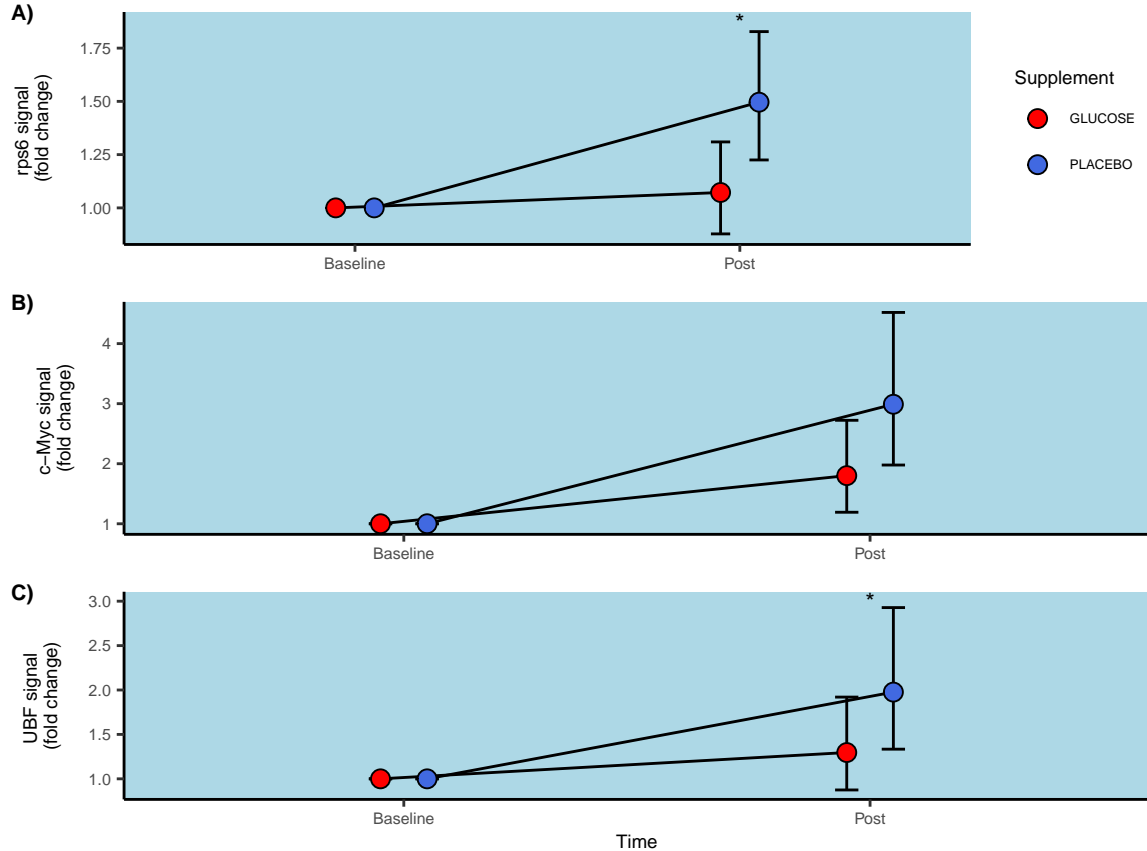 A)
rps6 signal
(fold change)
1.75
1.50
1.25
1.00
*
Baseline
Post
Supplement
GLUCOSE
PLACEBO
B)
c−Myc signal
(fold change)
4
3
2
1
Baseline
Post
C)
UBF signal
(fold change)
3.0
2.5
2.0
1.5
1.0
*
Baseline
Post
Time